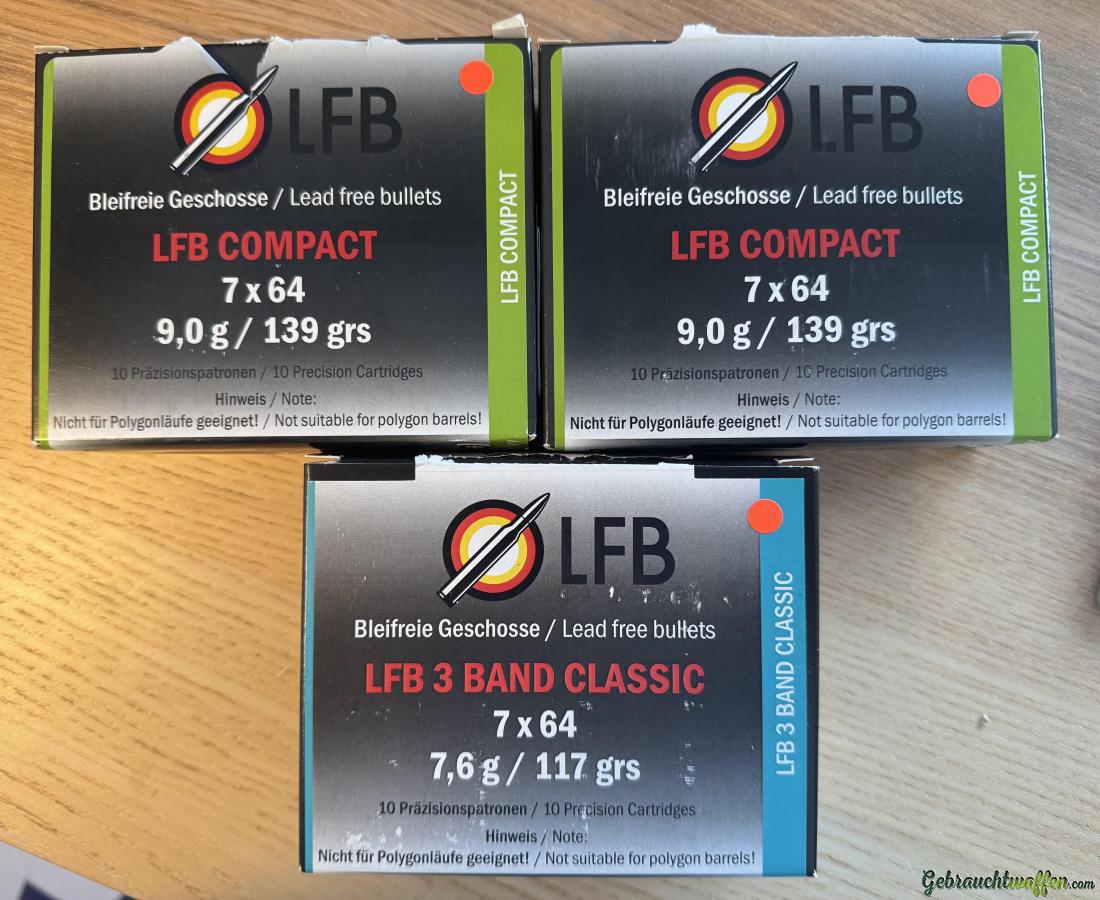 LFB
Bleifreie Geschosse / Lead free bullets
LFB COMPACT
7 x 64
9,0 g / 139 grs
10 Präzisionspatronen / 10 Precision Cartridges
Hinweis / Note:
Nicht für Polygonläufe geeignet! / Not suitable for polygon barrels!
LFB COMPACT
LFB
Bleifreie Geschosse / Lead free bullets
LFB COMPACT
7 x 64
9,0 g / 139 grs
10 Präzisionspatronen / 10 Precision Cartridges
Hinweis / Note:
Nicht für Polygonläufe geeignet! / Not suitable for polygon barrels!
LFB COMPACT
LFB
Bleifreie Geschosse / Lead free bullets
LFB 3 BAND CLASSIC
7 x 64
7,6 g / 117 grs
10 Präzisionspatronen / 10 Precision Cartridges
Hinweis / Note:
Nicht für Polygonläufe geeignet! / Not suitable for polygon barrels!
LFB 3 BAND CLASSIC
Gebrauchtwaffen.com